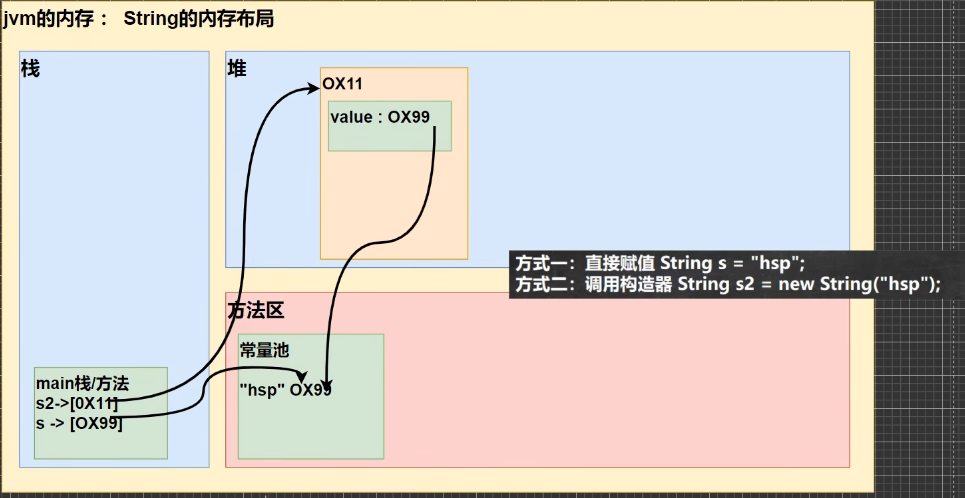 jvm的内存： String的内存布局
栈
堆
OX11
value : OX99
方式一：直接赋值 String s = "hsp";
方式二：调用构造器 String s2 = new String("hsp");
方法区
常量池
"hsp" OX99
main栈/方法
s2->[0X11]
s -> [OX99]